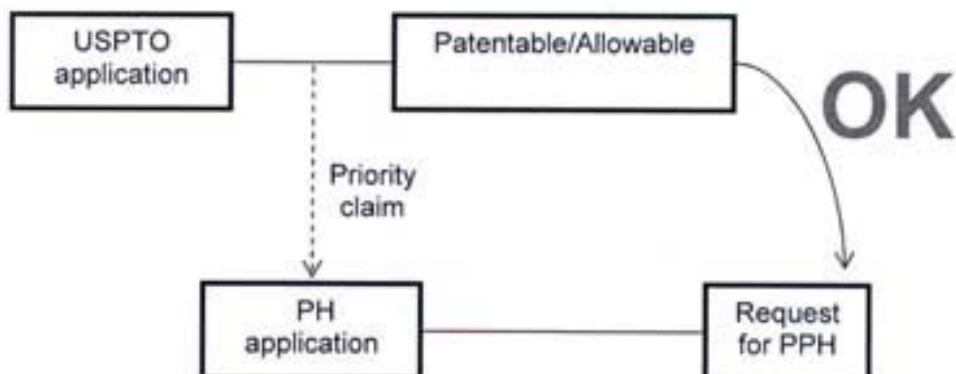 USPTO
application
Patentable/Allowable
OK
Priority
claim
PH
application
Request
for PPH